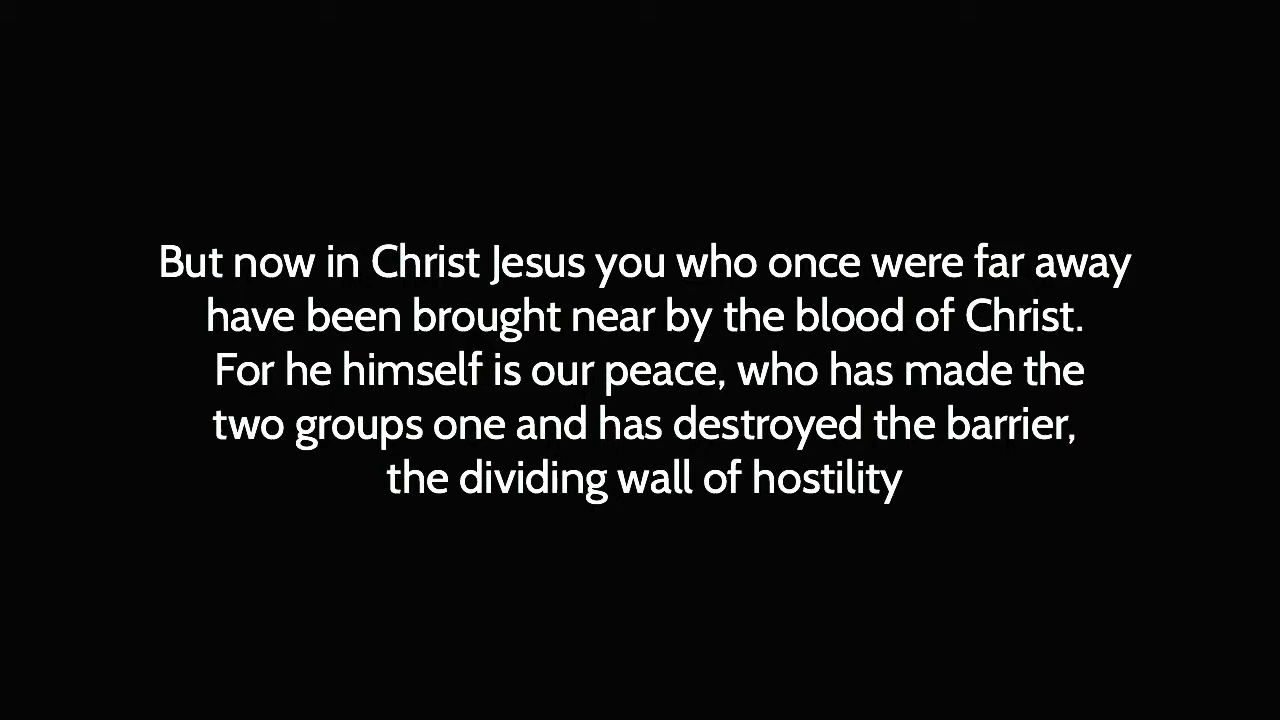 But now in Christ Jesus you who once were far away
have been brought near by the blood of Christ.
For he himself is our peace, who has made the
two groups one and has destroyed the barrier,
the dividing wall of hostility